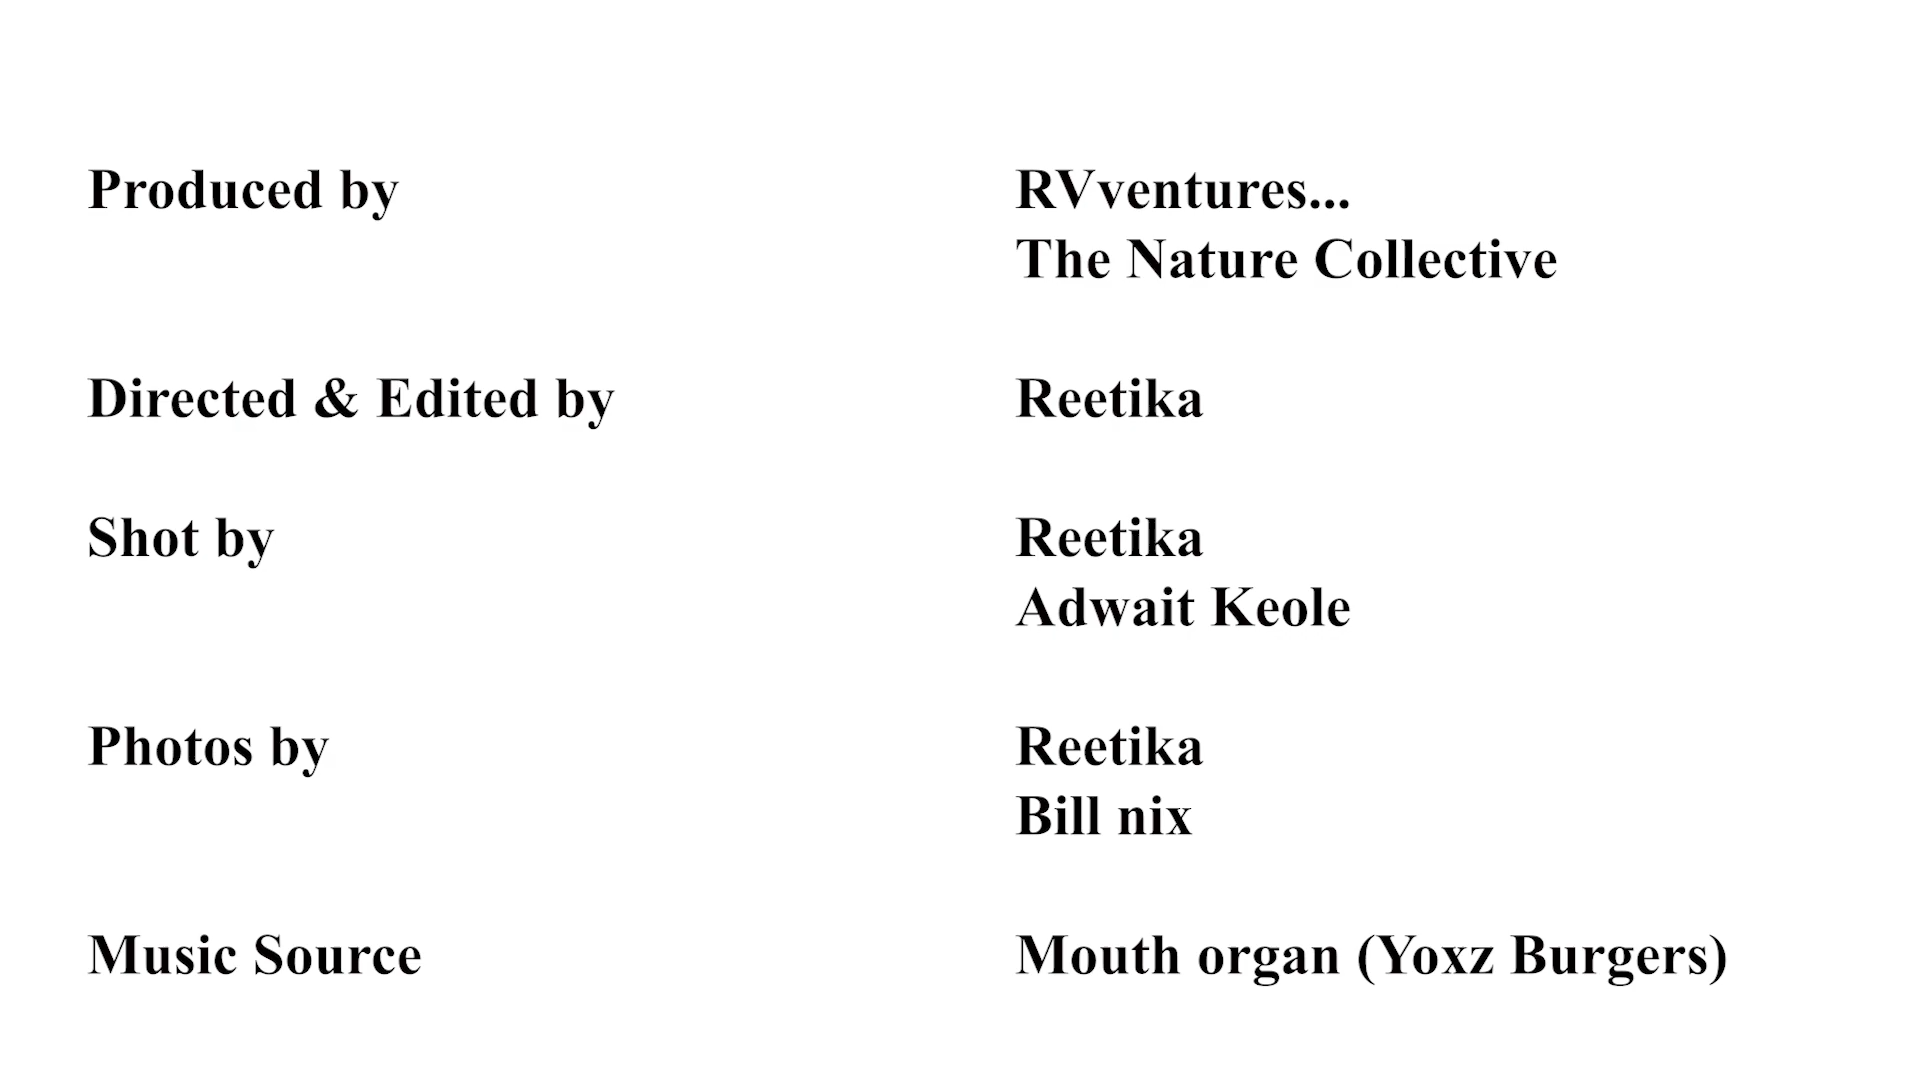 Produced by RVventures...
The Nature Collective
Directed & Edited by Reetika
Shot by Reetika
Adwait Keole
Photos by Reetika
Bill nix
Music Source Mouth organ (Yoxz Burgers)